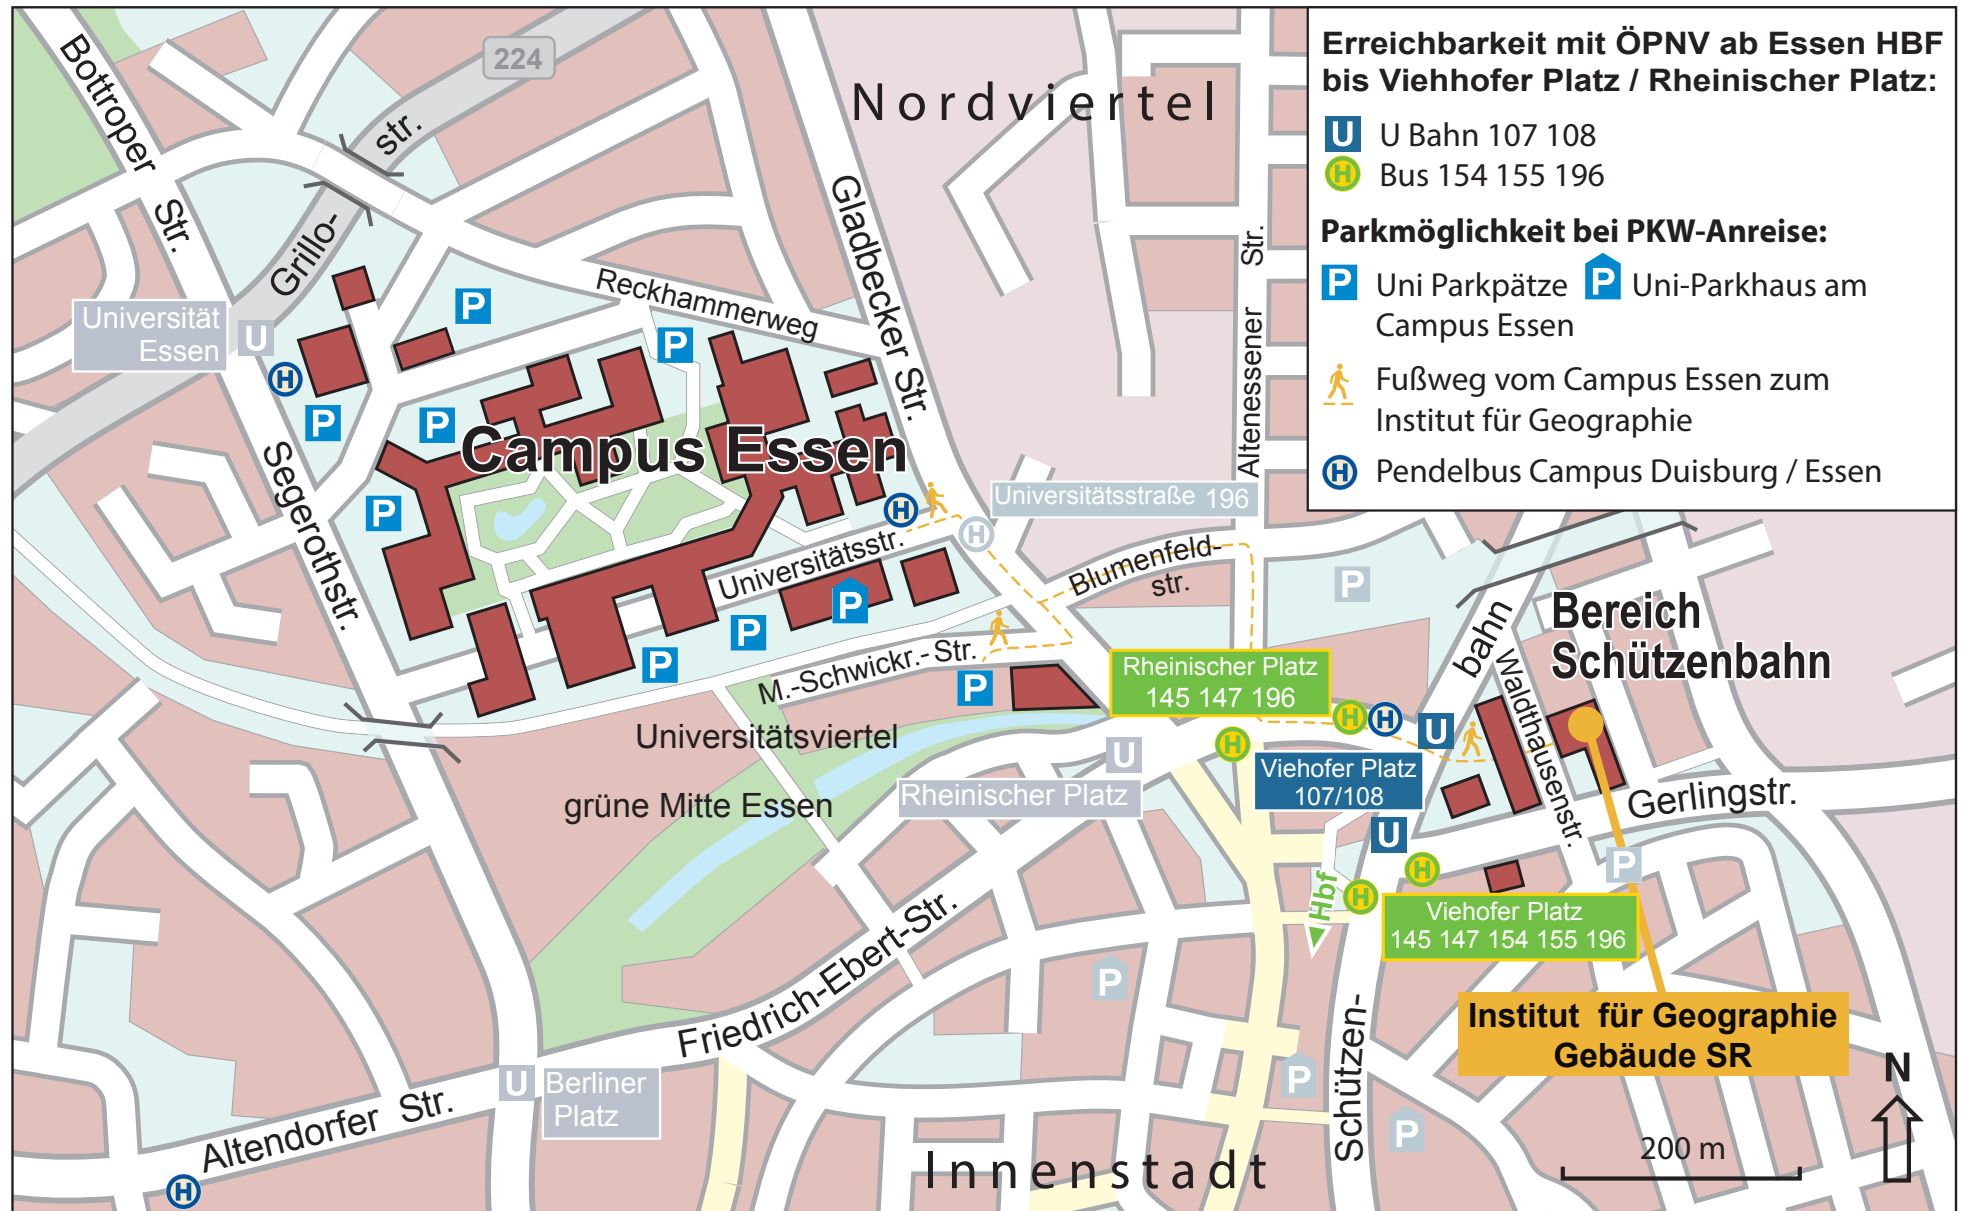 Erreichbarkeit mit ÖPNV ab Essen HBF
bis Viehhofer Platz / Rheinischer Platz:
U U Bahn 107 108
H Bus 154 155 196
Parkmöglichkeit bei PKW-Anreise:
P Uni Parkpätze P Uni-Parkhaus am
Campus Essen
Fußweg vom Campus Essen zum
Institut für Geographie
H Pendelbus Campus Duisburg / Essen
Bottroper Str.
224
Grillo-
str.
Nordviertel
Gladbecker Str.
Altenessener Str.
Reckhammerweg
Universität
Essen
U
H
P
P
P
P
P
Campus Essen
Segerothstr.
H
Universitätsstraße 196
H
Universitätsstr.
P
P
P
Blumenfeld-
str.
P
M.-Schwickr.-Str.
P
Rheinischer Platz
145 147 196
H
H
H
U
bahn
Waldthausenstr.
Bereich
Schützenbahn
Universitätsviertel
grüne Mitte Essen
U
Rheinischer Platz
Viehofer Platz
107/108
U
Gerlingstr.
H
H
Hbf
P
Viehofer Platz
145 147 154 155 196
Friedrich-Ebert-Str.
P
P
P
Schützen-
Institut für Geographie
Gebäude SR
U
Berliner
Platz
Altendorfer Str.
H
Innenstadt
200 m
N